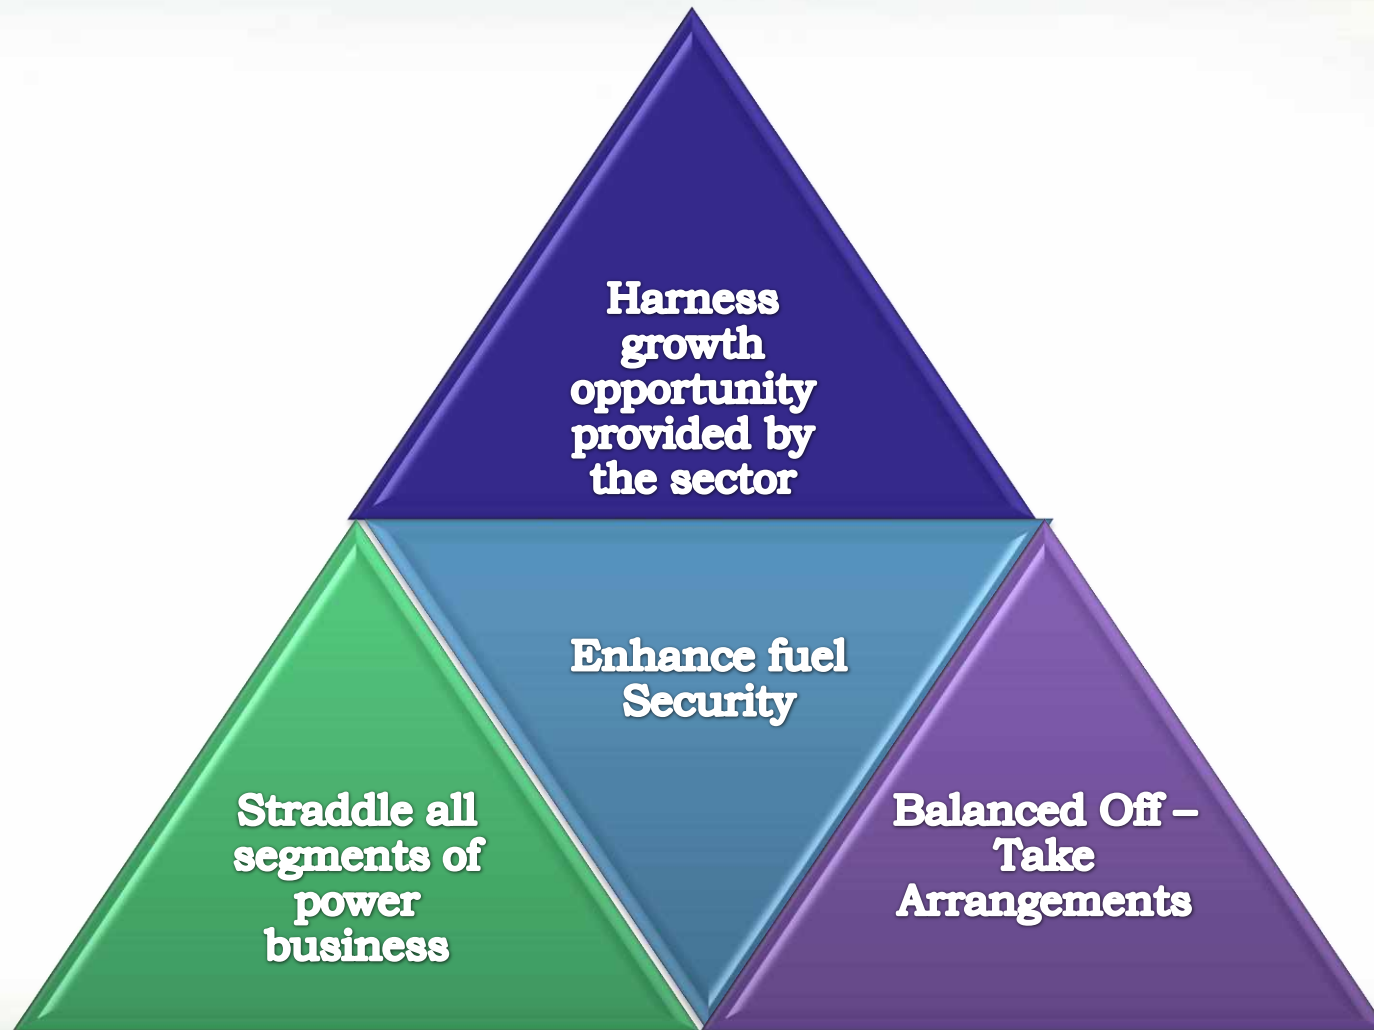 Harness
growth
opportunity
provided by
the sector
Enhance fuel
Security
Straddle all
segments of
power
business
Balanced Off –
Take
Arrangements